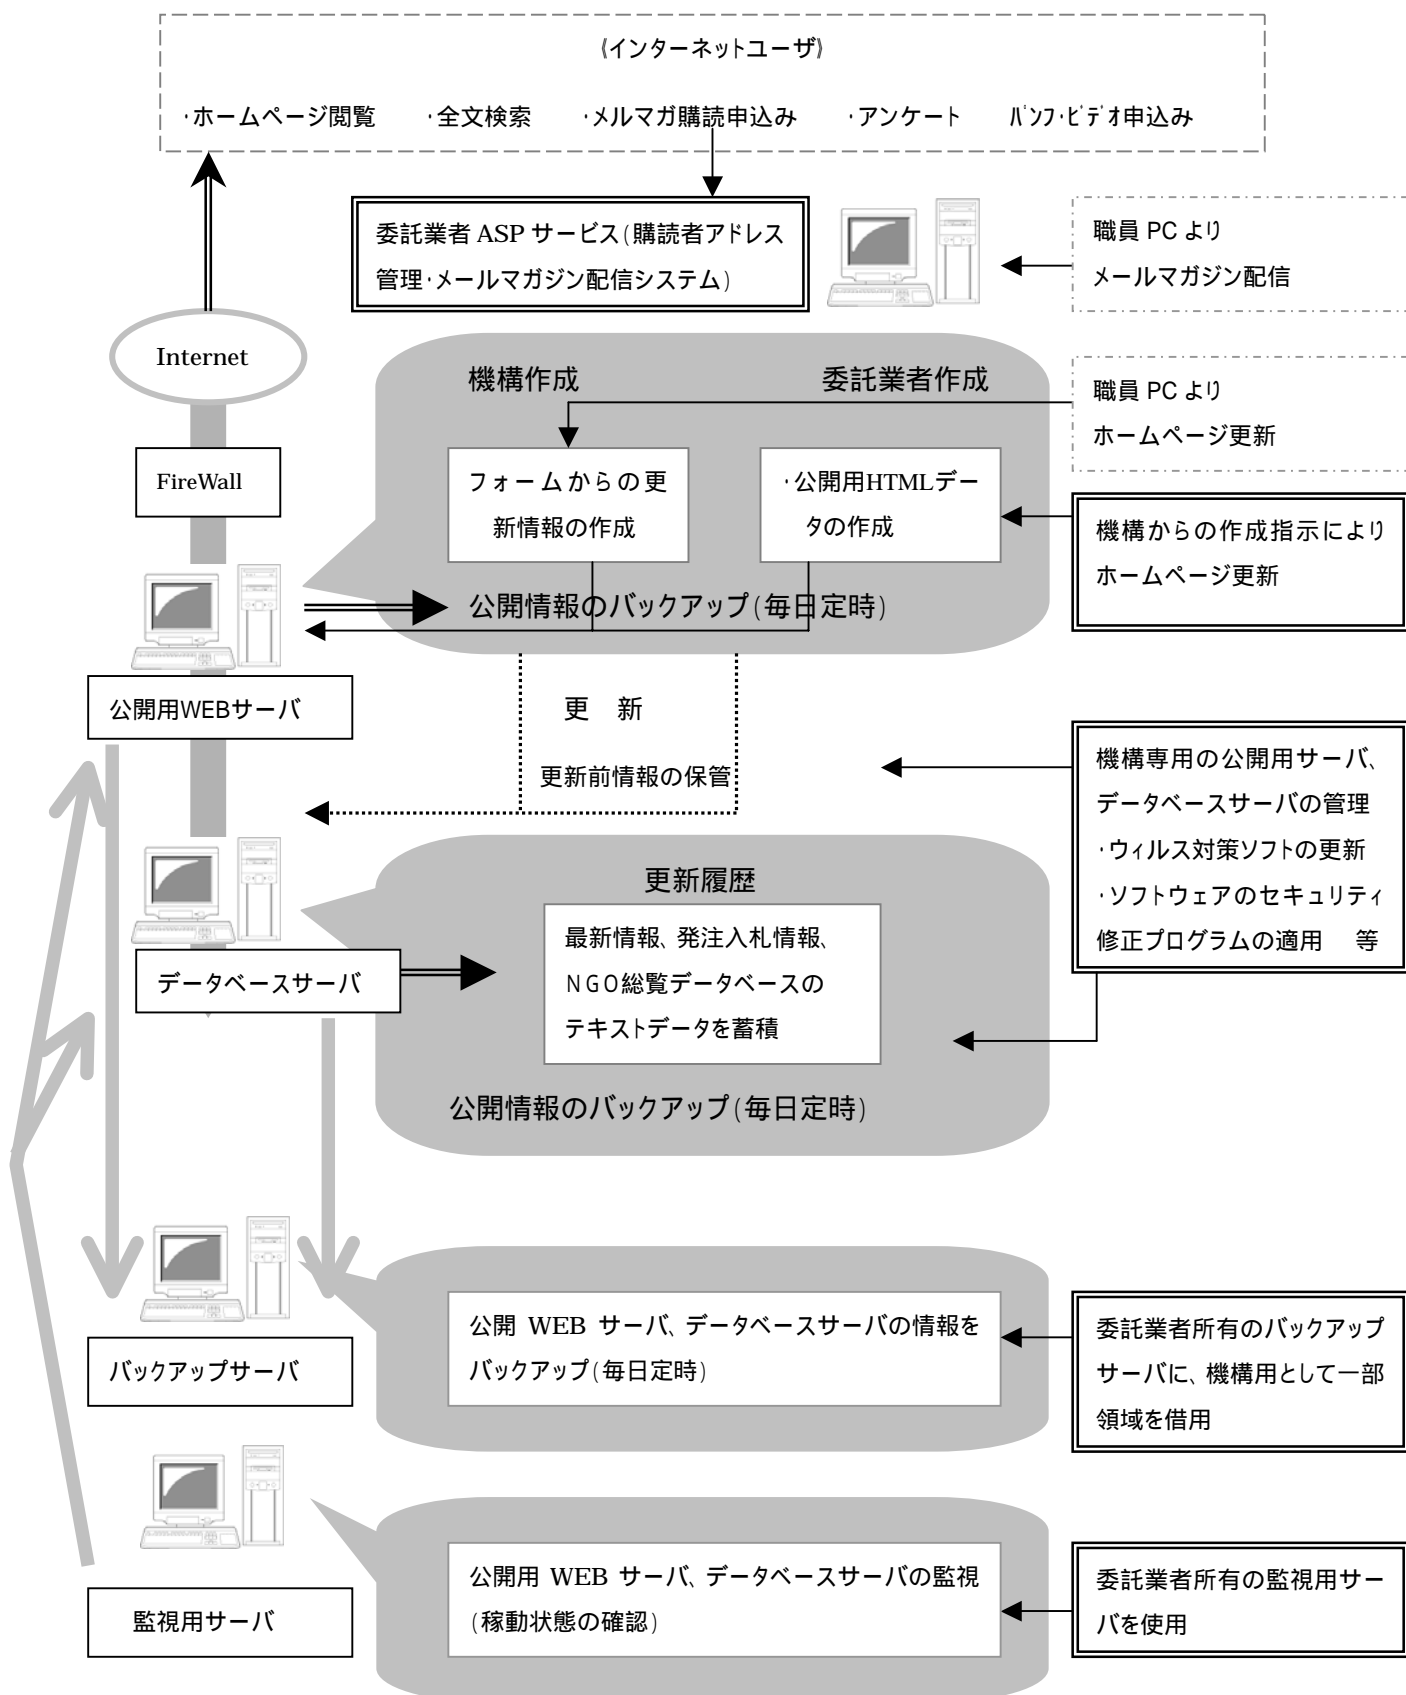 《インターネットユーザ》
・ホームページ閲覧　・全文検索　・メルマガ購読申込み　・アンケート　パンフ・ビデオ申込み
委託業者 ASP サービス（購読者アドレス
管理・メールマガジン配信システム）
職員 PC より
メールマガジン配信
Internet
機構作成
委託業者作成
職員 PC より
ホームページ更新
FireWall
フォームからの更
新情報の作成
・公開用HTMLデー
タの作成
機構からの作成指示により
ホームページ更新
公開情報のバックアップ（毎日定時）
公開用WEBサーバ
更　新
更新前情報の保管
機構専用の公開用サーバ、
データベースサーバの管理
・ウィルス対策ソフトの更新
・ソフトウェアのセキュリティ
修正プログラムの適用　等
更新履歴
最新情報、発注入札情報、
NGO総覧データベースの
テキストデータを蓄積
データベースサーバ
公開情報のバックアップ（毎日定時）
公開 WEB サーバ、データベースサーバの情報を
バックアップ（毎日定時）
委託業者所有のバックアップ
サーバに、機構用として一部
領域を借用
バックアップサーバ
公開用 WEB サーバ、データベースサーバの監視
（稼動状態の確認）
委託業者所有の監視用サー
バを使用
監視用サーバ